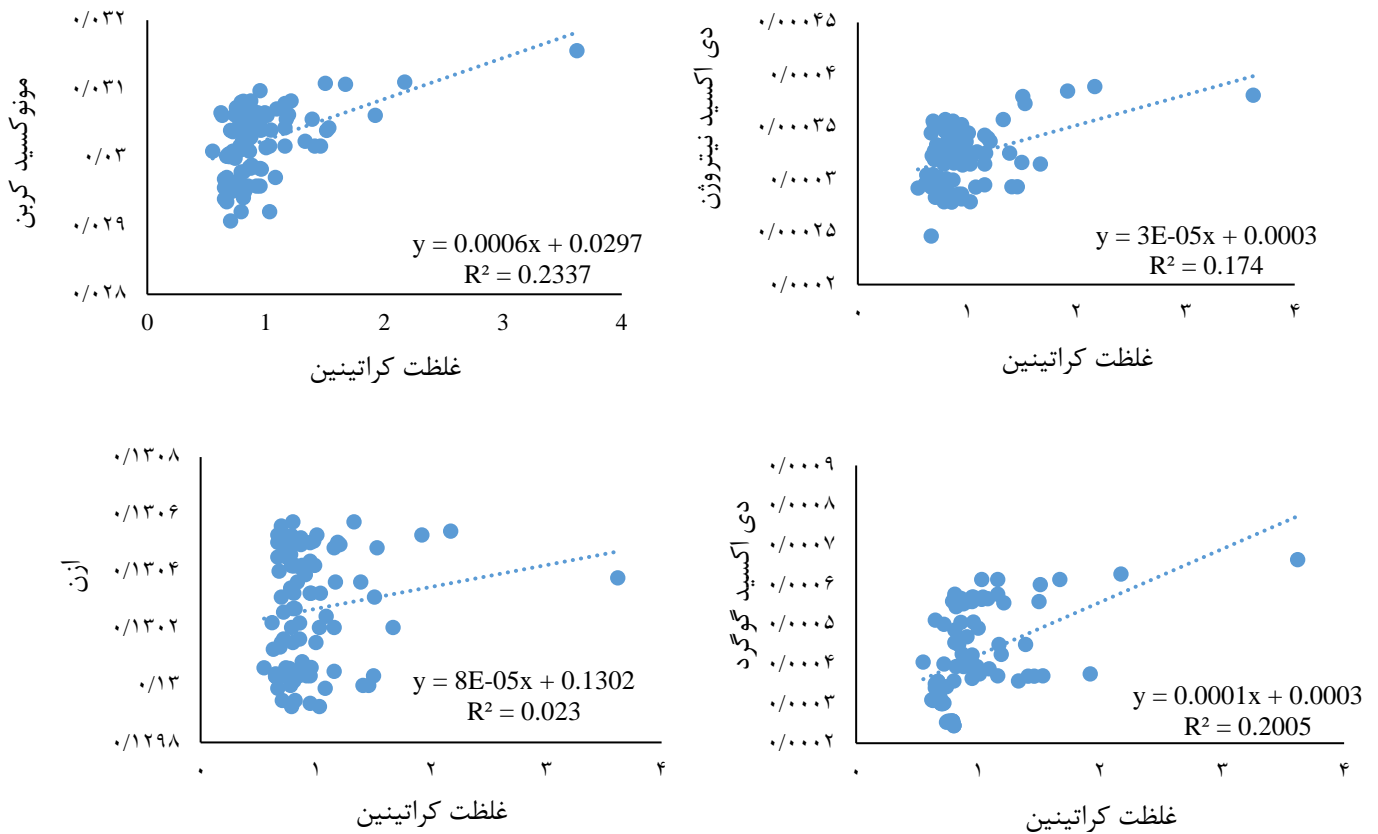 ۰/۰۳۲
۰/۰۳۱
۰/۰۳
۰/۰۲۹
۰/۰۲۸
مونوکسید کربن
y = 0.0006x + 0.0297
R² = 0.2337
0 1 2 3 4
غلظت کراتینین
۰/۰۰۰۴۵
۰/۰۰۰۴
۰/۰۰۰۳۵
۰/۰۰۰۳
۰/۰۰۰۲۵
۰/۰۰۰۲
دی اکسید نیتروژن
y = 3E-05x + 0.0003
R² = 0.174
۰ ۱ ۲ ۳ ۴
غلظت کراتینین
۰/۱۳۰۸
۰/۱۳۰۶
۰/۱۳۰۴
۰/۱۳۰۲
۰/۱۳
۰/۱۲۹۸
ازن
y = 8E-05x + 0.1302
R² = 0.023
۰ ۱ ۲ ۳ ۴
غلظت کراتینین
۰/۰۰۰۹
۰/۰۰۰۸
۰/۰۰۰۷
۰/۰۰۰۶
۰/۰۰۰۵
۰/۰۰۰۴
۰/۰۰۰۳
۰/۰۰۰۲
دی اکسید گوگرد
y = 0.0001x + 0.0003
R² = 0.2005
۰ ۱ ۲ ۳ ۴
غلظت کراتینین